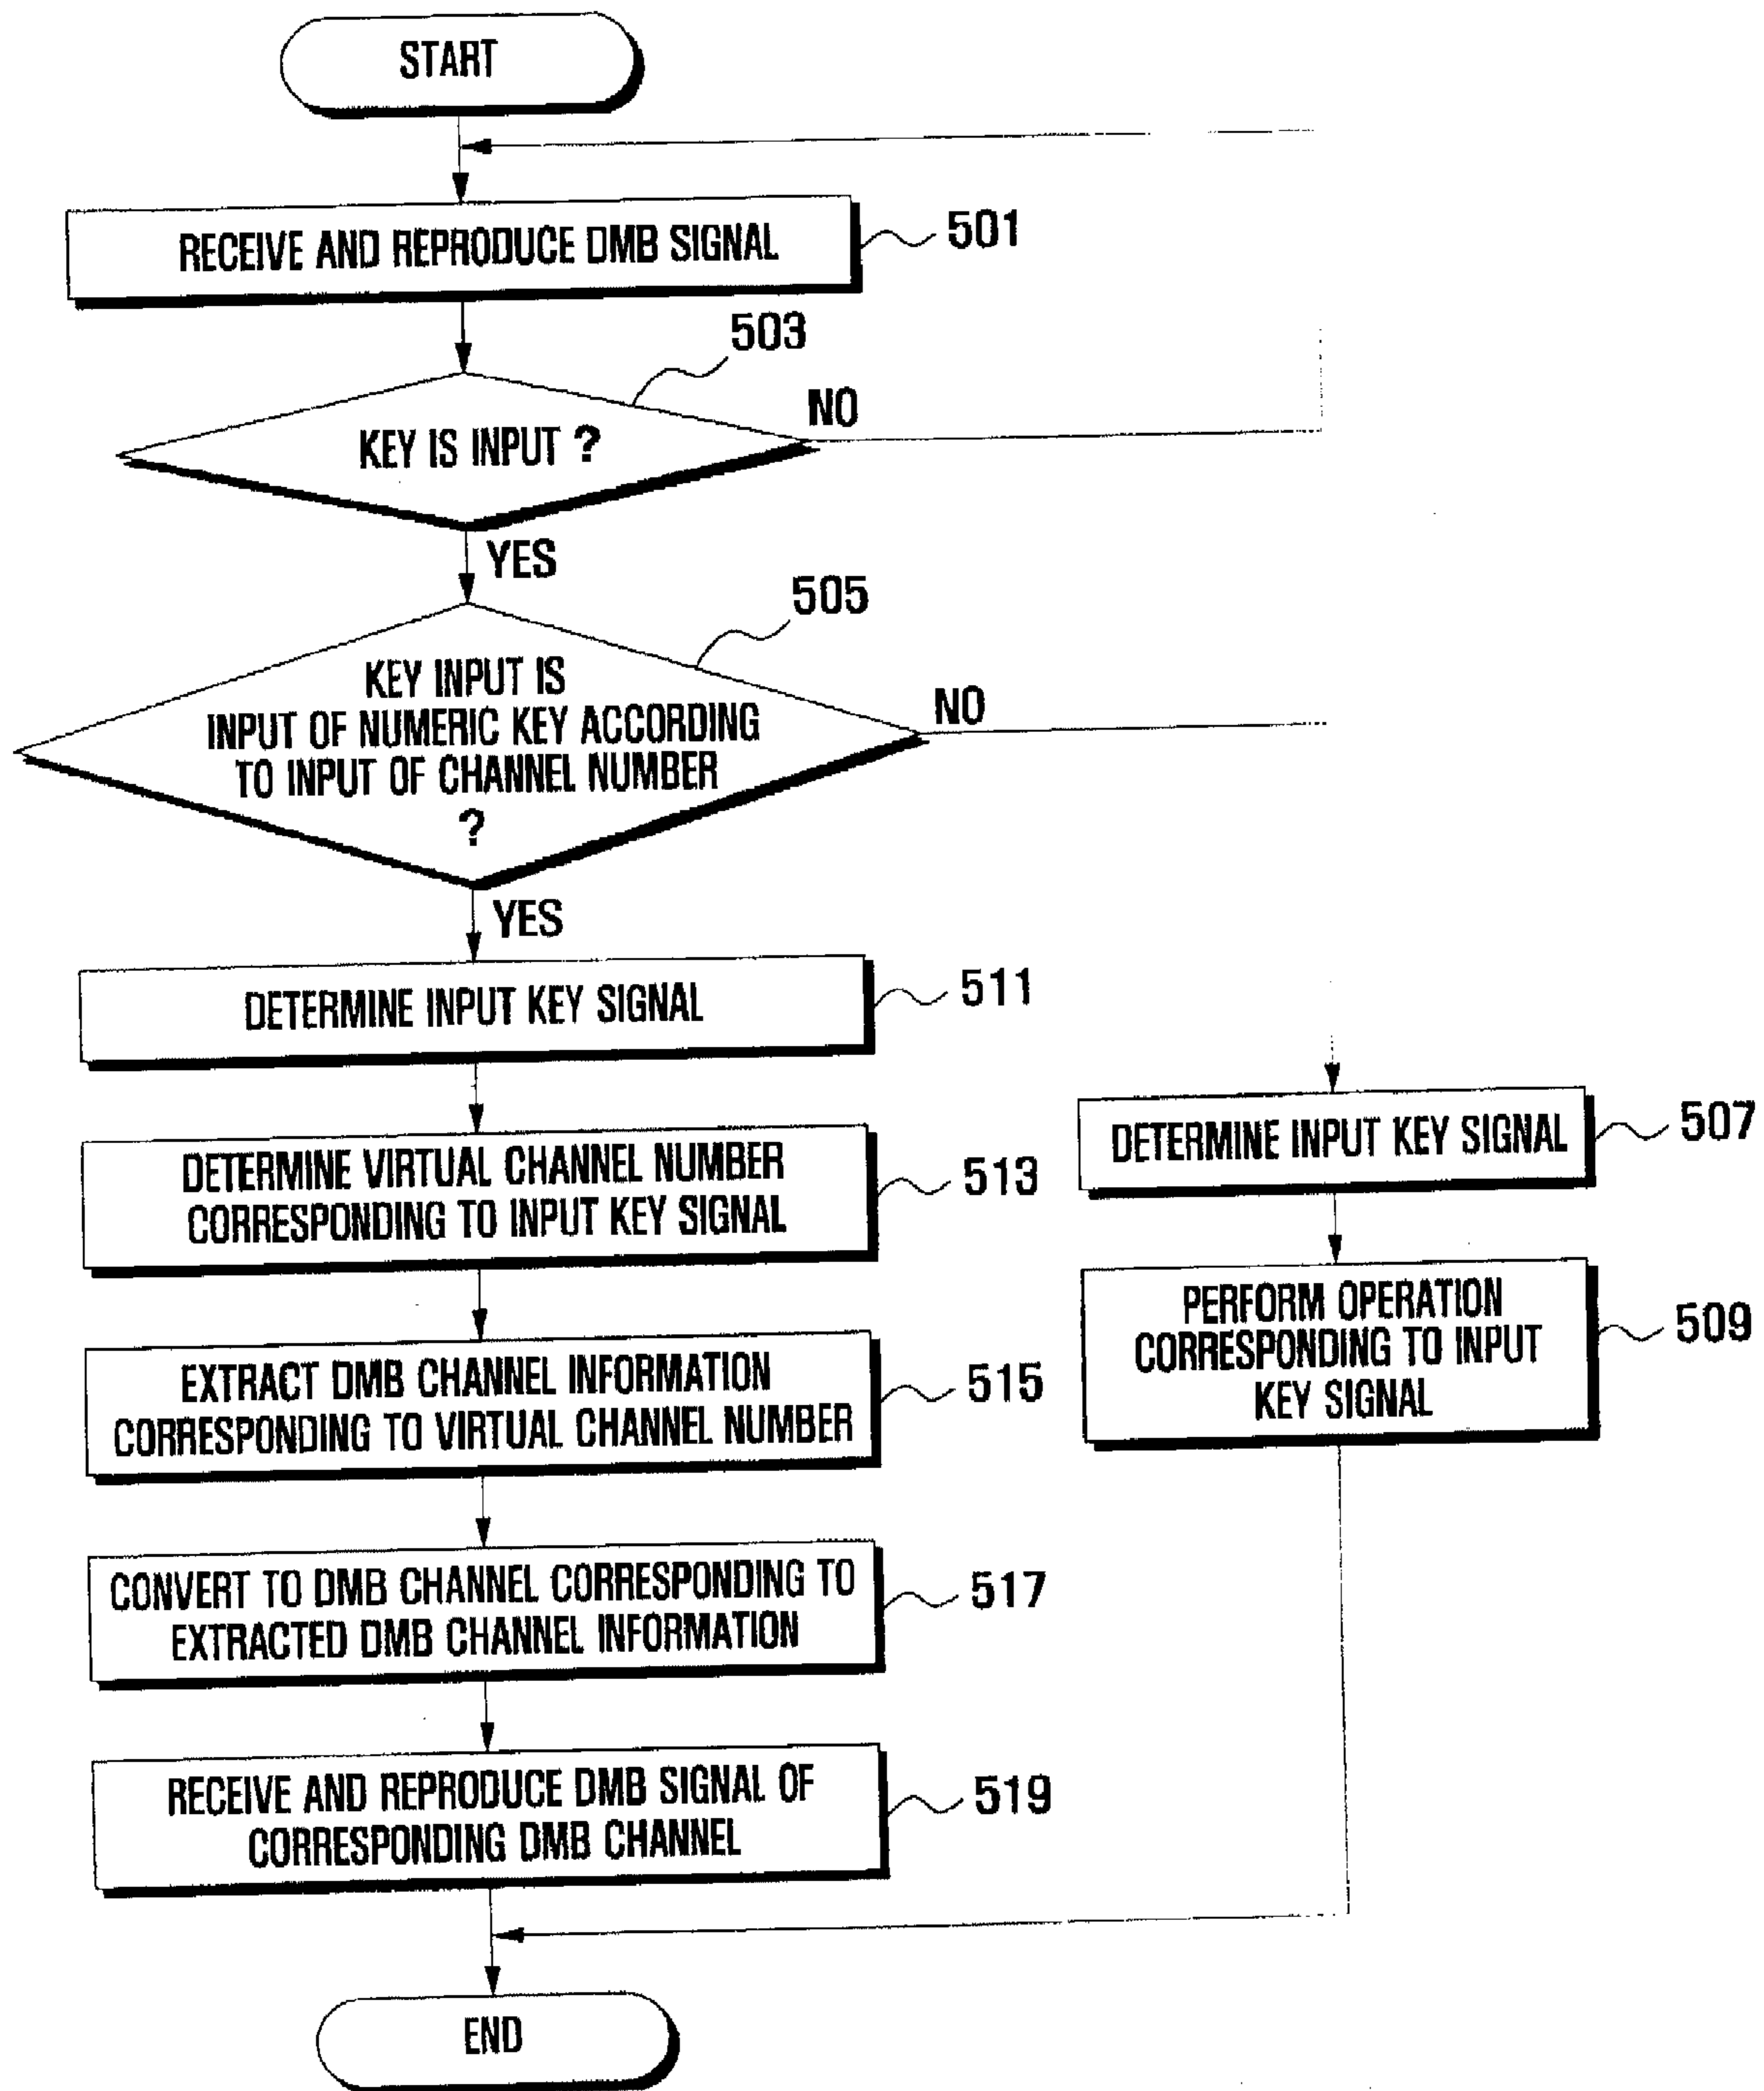 START
RECEIVE AND REPRODUCE DMB SIGNAL
501
503
KEY IS INPUT ?
NO
YES
505
KEY INPUT IS
INPUT OF NUMERIC KEY ACCORDING
TO INPUT OF CHANNEL NUMBER
?
NO
YES
DETERMINE INPUT KEY SIGNAL
511
DETERMINE VIRTUAL CHANNEL NUMBER
CORRESPONDING TO INPUT KEY SIGNAL
513
EXTRACT DMB CHANNEL INFORMATION
CORRESPONDING TO VIRTUAL CHANNEL NUMBER
515
CONVERT TO DMB CHANNEL CORRESPONDING TO
EXTRACTED DMB CHANNEL INFORMATION
517
RECEIVE AND REPRODUCE DMB SIGNAL OF
CORRESPONDING DMB CHANNEL
519
DETERMINE INPUT KEY SIGNAL
507
PERFORM OPERATION
CORRESPONDING TO INPUT
KEY SIGNAL
509
END